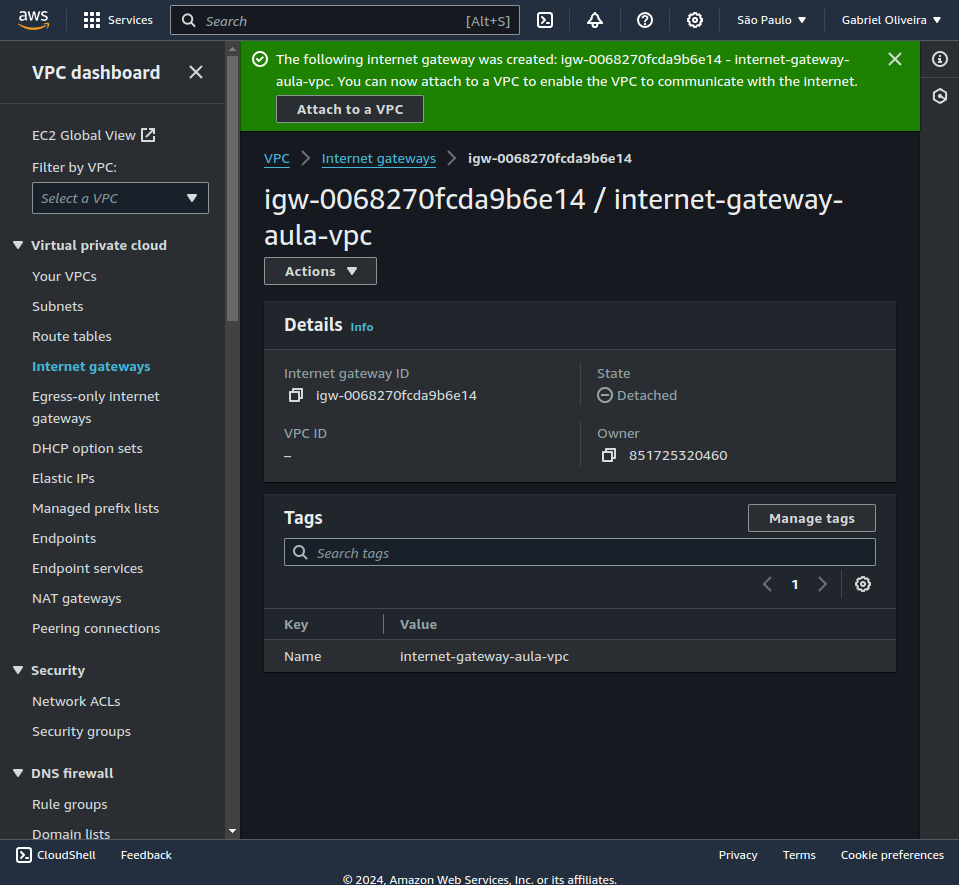 aws
Services
Search
[Alt+S]
São Paulo
Gabriel Oliveira
VPC dashboard
EC2 Global View
Filter by VPC:
Select a VPC
Virtual private cloud
Your VPCs
Subnets
Route tables
Internet gateways
Egress-only internet
gateways
DHCP option sets
Elastic IPs
Managed prefix lists
Endpoints
Endpoint services
NAT gateways
Peering connections
Security
Network ACLs
Security groups
DNS firewall
Rule groups
Domain lists
The following internet gateway was created: igw-0068270fcda9b6e14 - internet-gateway-
aula-vpc. You can now attach to a VPC to enable the VPC to communicate with the internet.
Attach to a VPC
VPC
Internet gateways
igw-0068270fcda9b6e14
igw-0068270fcda9b6e14 / internet-gateway-
aula-vpc
Actions
Details Info
Internet gateway ID
igw-0068270fcda9b6e14
State
Detached
VPC ID
–
Owner
851725320460
Tags
Manage tags
Search tags
1
Key
Value
Name
internet-gateway-aula-vpc
CloudShell
Feedback
Privacy
Terms
Cookie preferences
© 2024, Amazon Web Services, Inc. or its affiliates.